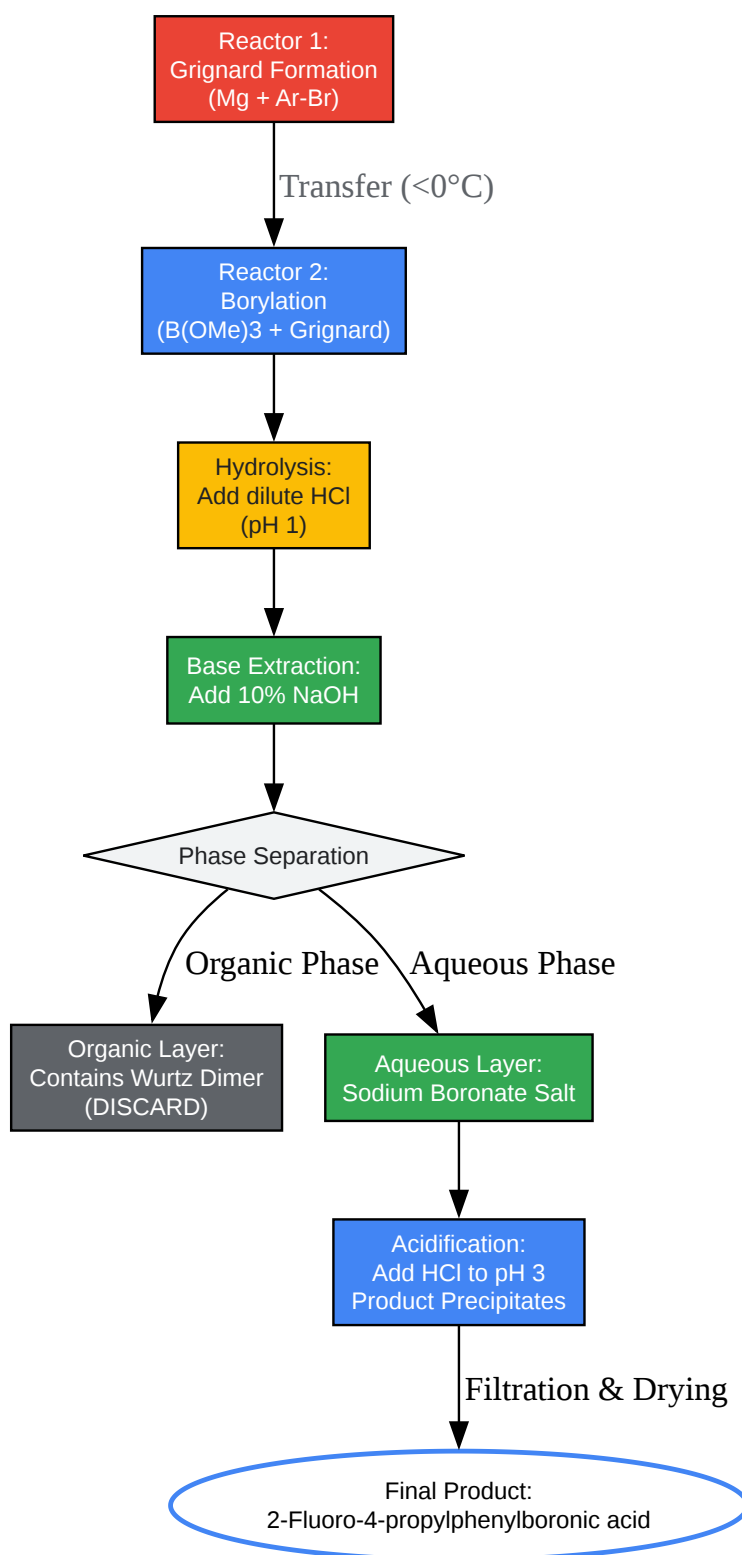 Reactor 1:
Grignard Formation
(Mg + Ar-Br)
Transfer (<0°C)
Reactor 2:
Borylation
(B(OMe)3 + Grignard)
Hydrolysis:
Add dilute HCl
(pH 1)
Base Extraction:
Add 10% NaOH
Phase Separation
Organic Phase
Aqueous Phase
Organic Layer:
Contains Wurtz Dimer
(DISCARD)
Aqueous Layer:
Sodium Boronate Salt
Acidification:
Add HCl to pH 3
Product Precipitates
Filtration & Drying
Final Product:
2-Fluoro-4-propylphenylboronic acid